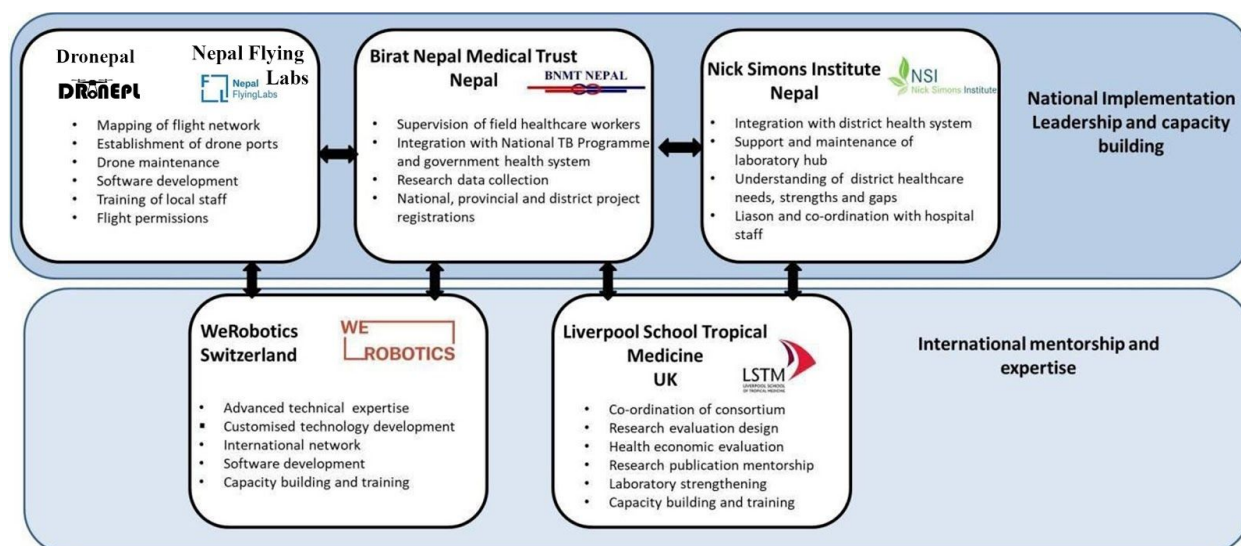 Dronepal
DRONEPL
Nepal Flying
Labs
FL
Nepal
FlyingLabs
Mapping of flight network
Establishment of drone ports
Drone maintenance
Software development
Training of local staff
Flight permissions
Birat Nepal Medical Trust
Nepal
BNMT NEPAL
Supervision of field healthcare workers
Integration with National TB Programme
and government health system
Research data collection
National, provincial and district project
registrations
Nick Simons Institute
Nepal
NSI
Nick Simons Institute
Integration with district health system
Support and maintenance of
laboratory hub
Understanding of district healthcare
needs, strengths and gaps
Liason and co-ordination with hospital
staff
National Implementation
Leadership and capacity
building
WeRobotics
Switzerland
WE
ROBOTICS
Advanced technical expertise
Customised technology development
International network
Software development
Capacity building and training
Liverpool School Tropical
Medicine
UK
LSTM
LIVERPOOL SCHOOL
OF TROPICAL MEDICINE
Co-ordination of consortium
Research evaluation design
Health economic evaluation
Research publication mentorship
Laboratory strengthening
Capacity building and training
International mentorship and
expertise